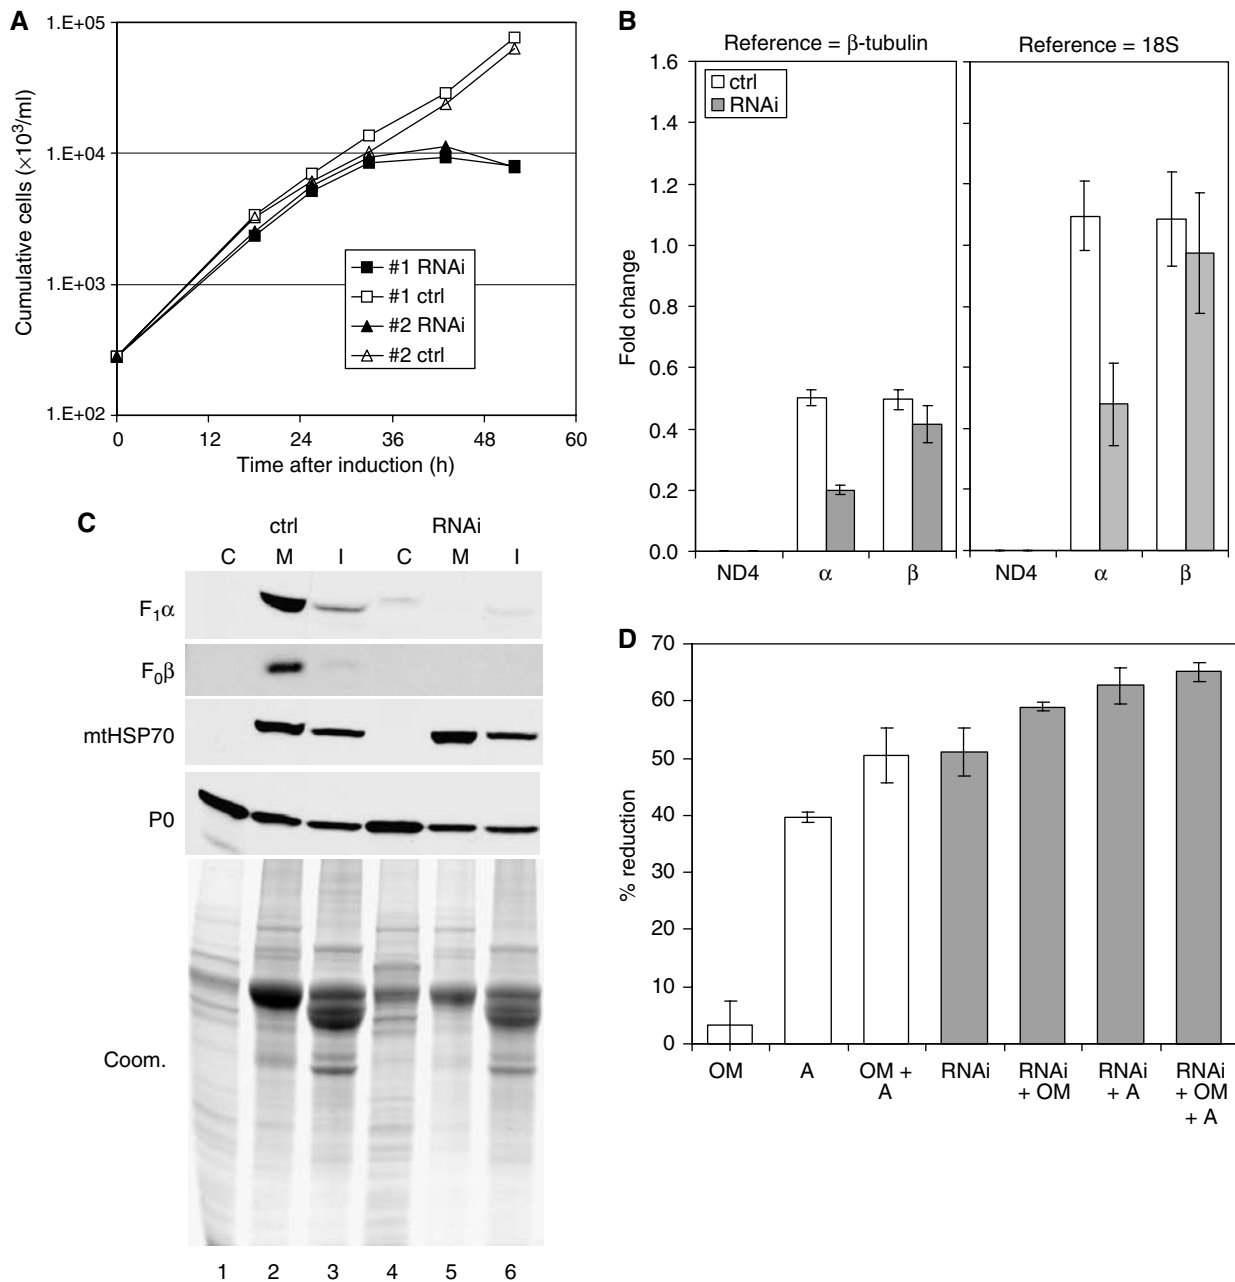 A
1.E+05
1.E+04
1.E+03
1.E+02
Cumulative cells (×10³/ml)
#1 RNAi
#1 ctrl
#2 RNAi
#2 ctrl
0 12 24 36 48 60
Time after induction (h)
B
Reference = β-tubulin
Reference = 18S
ctrl
RNAi
1.6
1.4
1.2
1.0
0.8
0.6
0.4
0.2
0.0
Fold change
ND4 α β
ND4 α β
C
ctrl RNAi
C M I C M I
F₁α
F₀β
mtHSP70
P0
Coom.
1 2 3 4 5 6
D
70
60
50
40
30
20
10
0
% reduction
OM A OM + RNAi RNAi RNAi RNAi
A + OM + A + OM
+ A